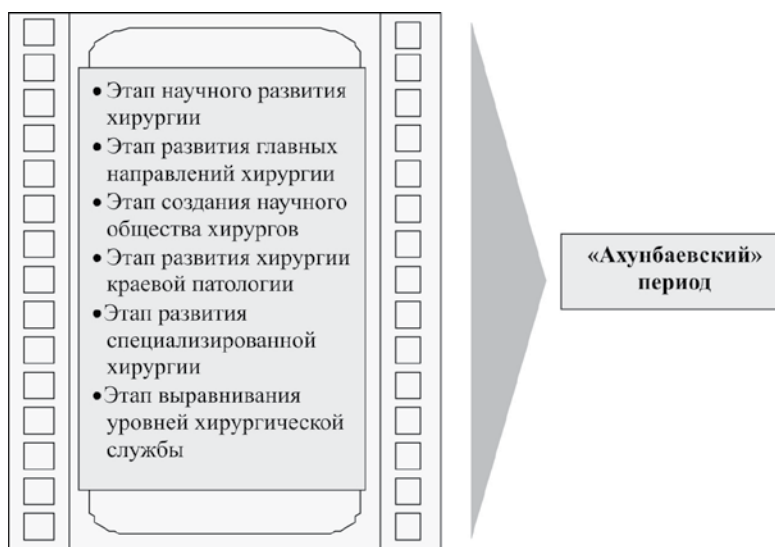 • Этап научного развития
хирургии
• Этап развития главных
направлений хирургии
• Этап создания научного
общества хирургов
• Этап развития хирургии
краевой патологии
• Этап развития
специализированной
хирургии
• Этап выравнивания
уровней хирургической
службы
«Ахунбаевский»
период